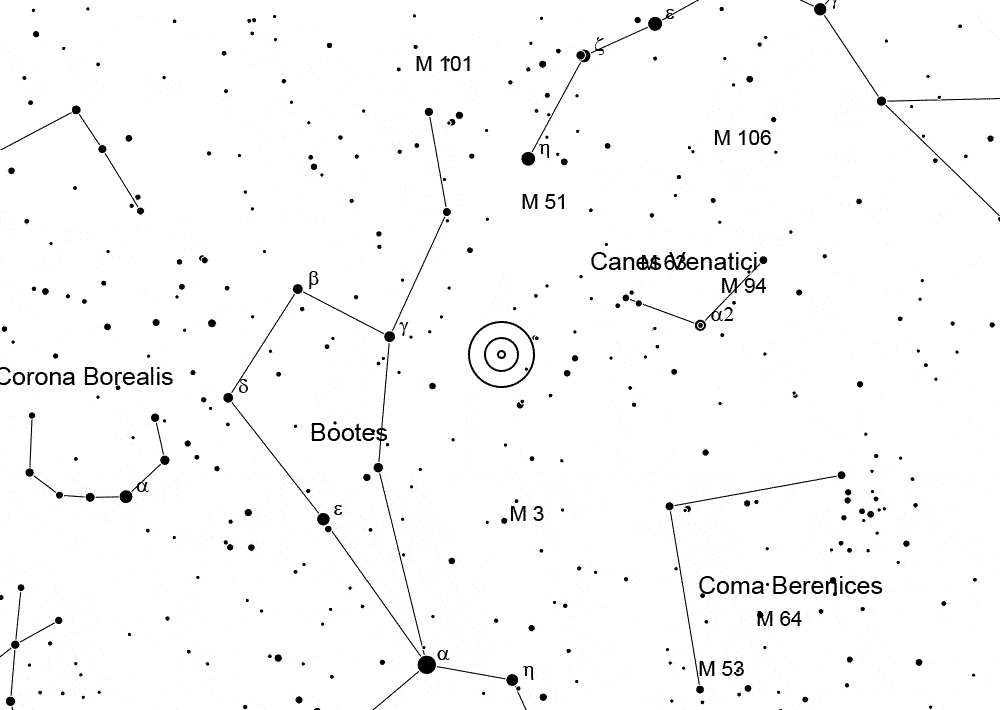 γ
ε
ζ
M 101
M 106
η
M 51
Canes Venatici
M 63
β
M 94
α2
γ
Corona Borealis
δ
Bootes
α
ε
M 3
Coma Berenices
M 64
α
M 53
η